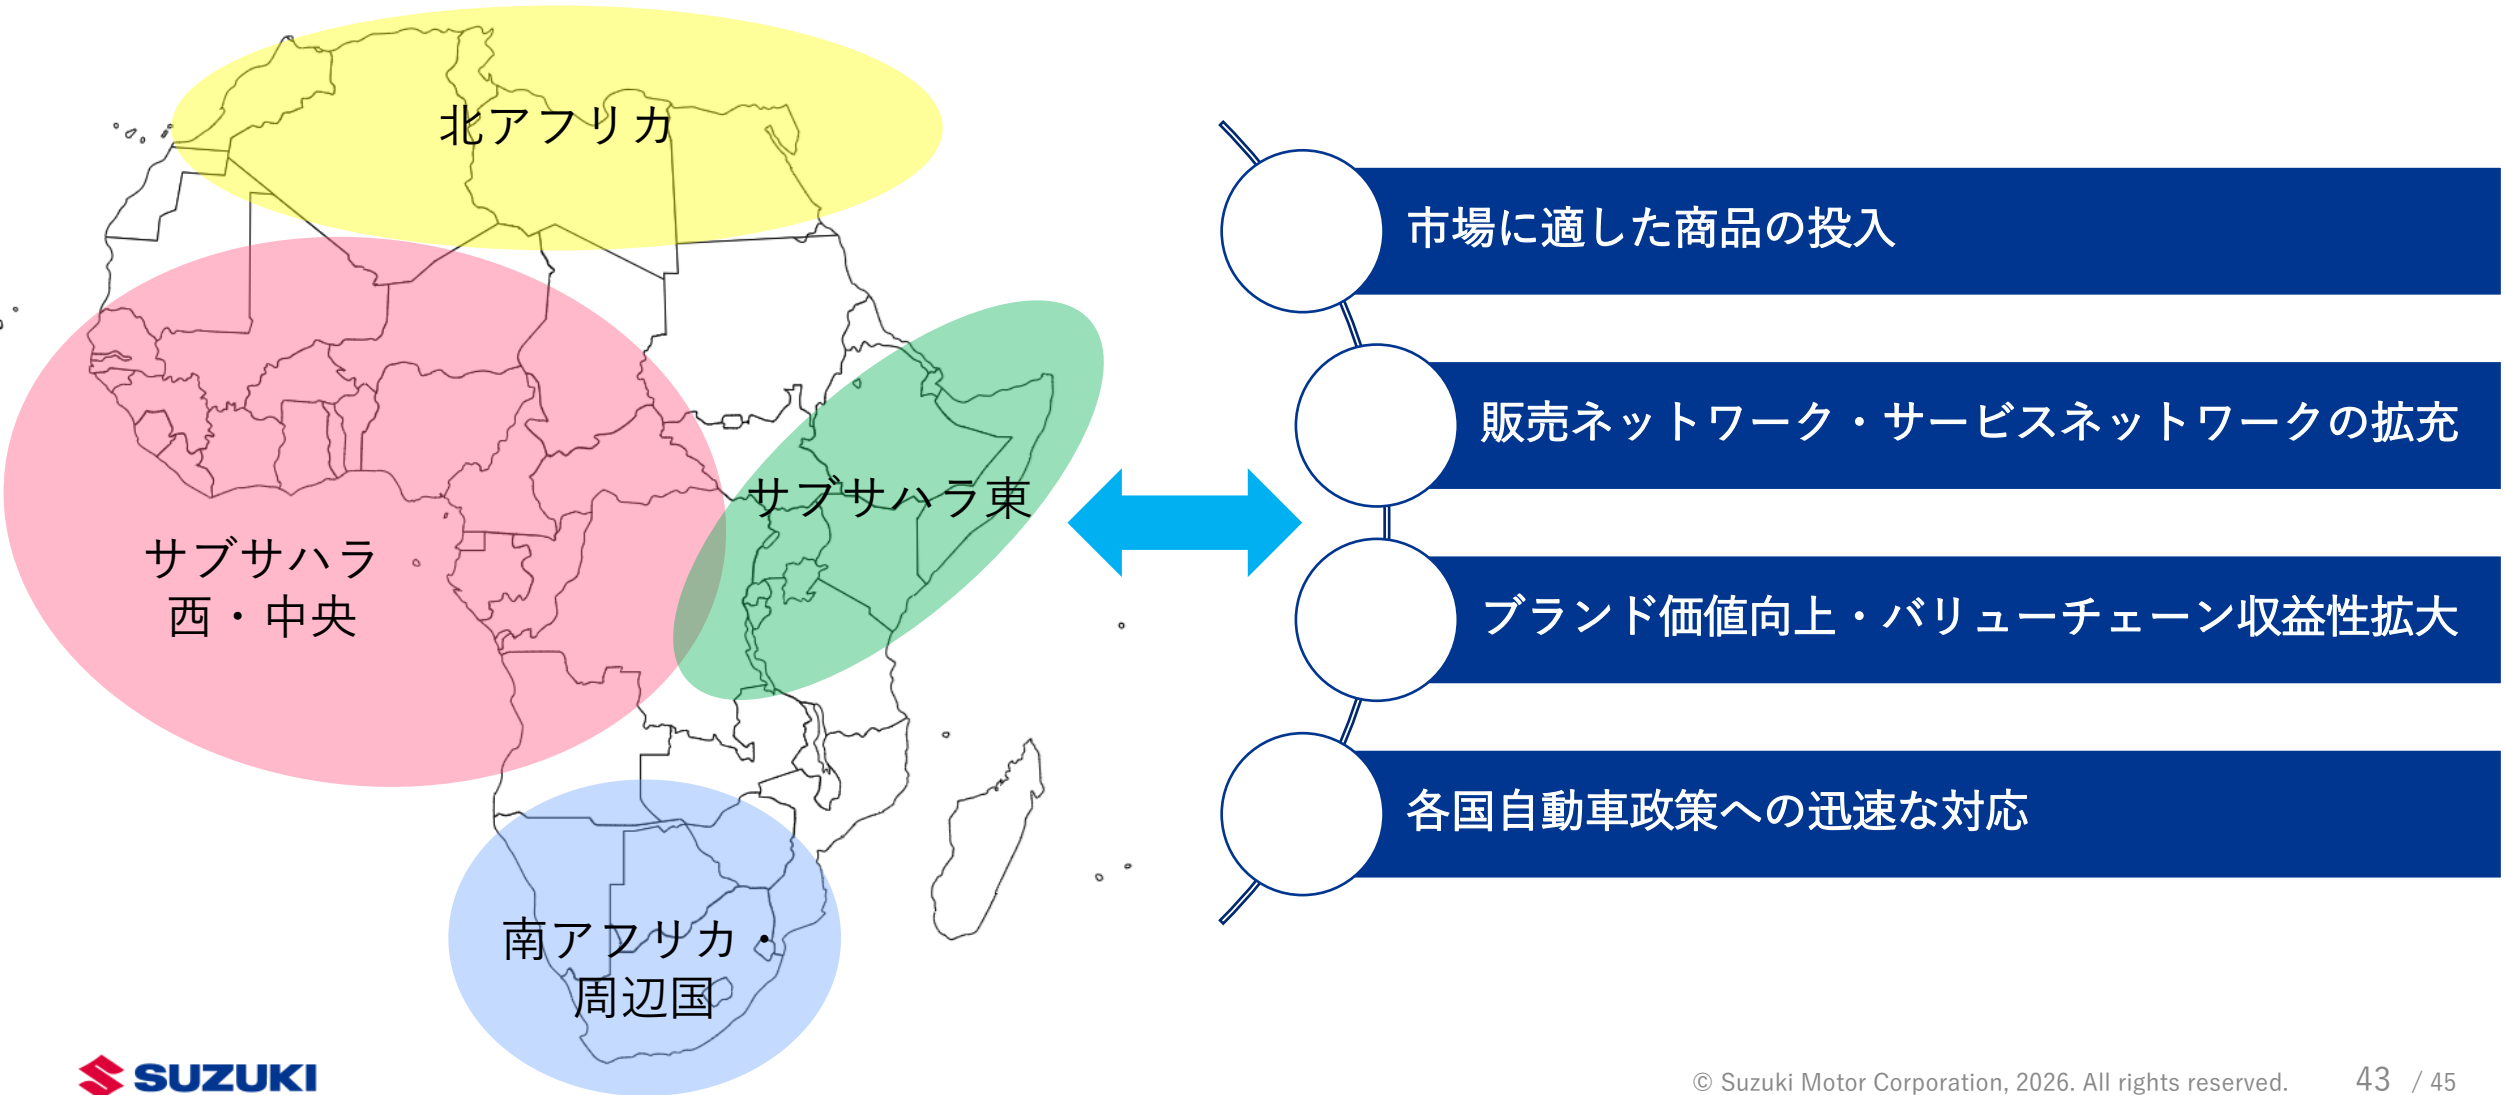 北アフリカ
サブサハラ東
サブサハラ
西・中央
南アフリカ・
周辺国
市場に適した商品の投入
販売ネットワーク・サービスネットワークの拡充
ブランド価値向上・バリューチェーン収益性拡大
各国自動車政策への迅速な対応
SUZUKI
© Suzuki Motor Corporation, 2026. All rights reserved.
43 / 45